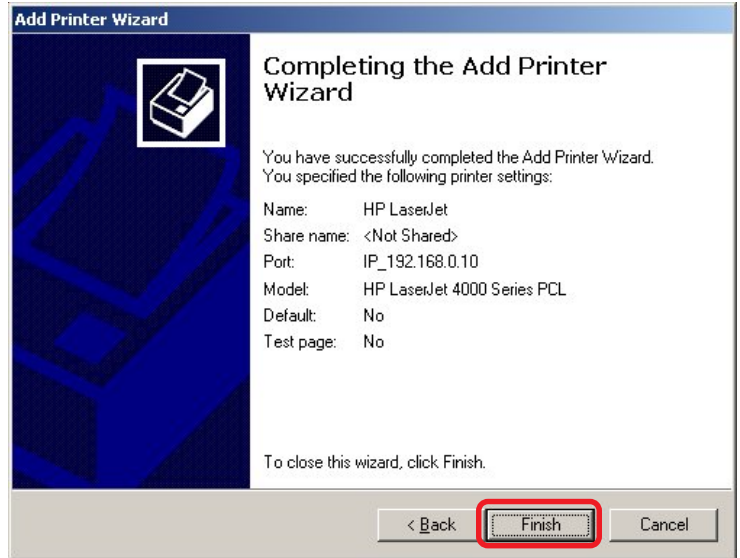 Add Printer Wizard
Completing the Add Printer
Wizard
You have successfully completed the Add Printer Wizard.
You specified the following printer settings:
Name: HP LaserJet
Share name: <Not Shared>
Port: IP_192.168.0.10
Model: HP LaserJet 4000 Series PCL
Default: No
Test page: No
To close this wizard, click Finish.
< Back Finish Cancel